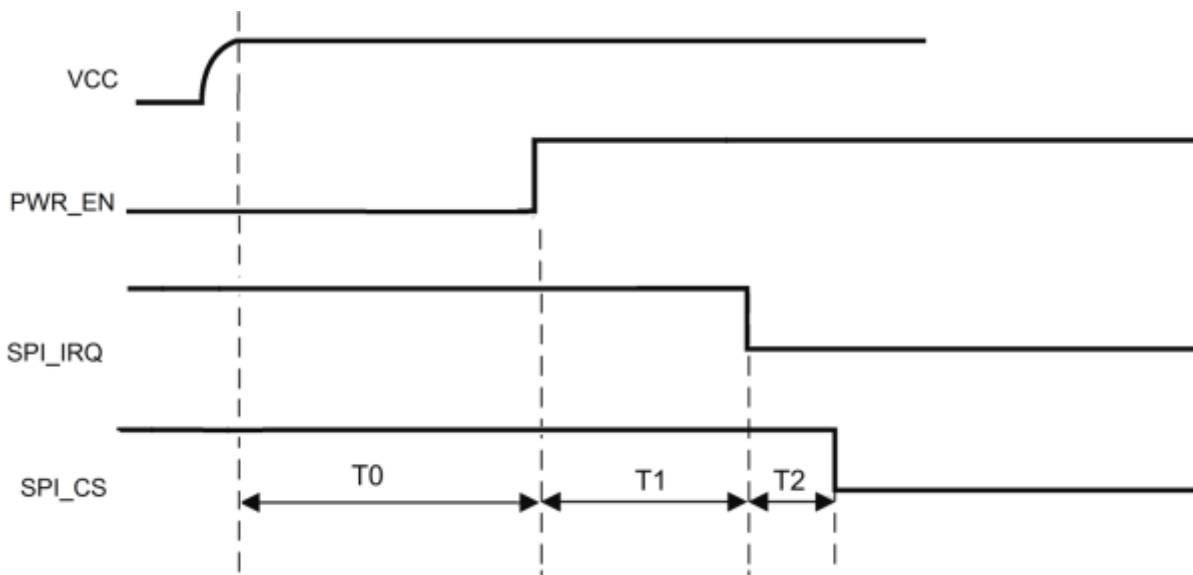 VCC
PWR_EN
SPI_IRQ
SPI_CS
T0
T1
T2